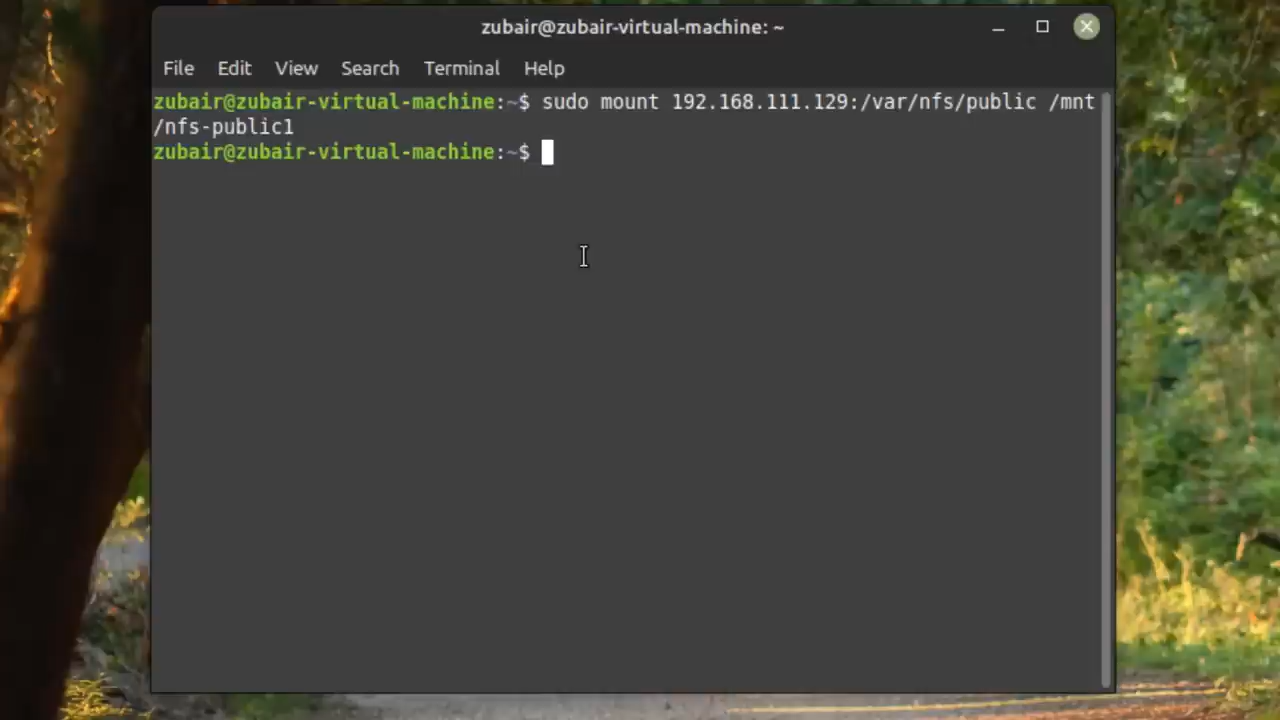 zubair@zubair-virtual-machine: ~
File Edit View Search Terminal Help
zubair@zubair-virtual-machine:~$ sudo mount 192.168.111.129:/var/nfs/public /mnt
/nfs-public1
zubair@zubair-virtual-machine:~$